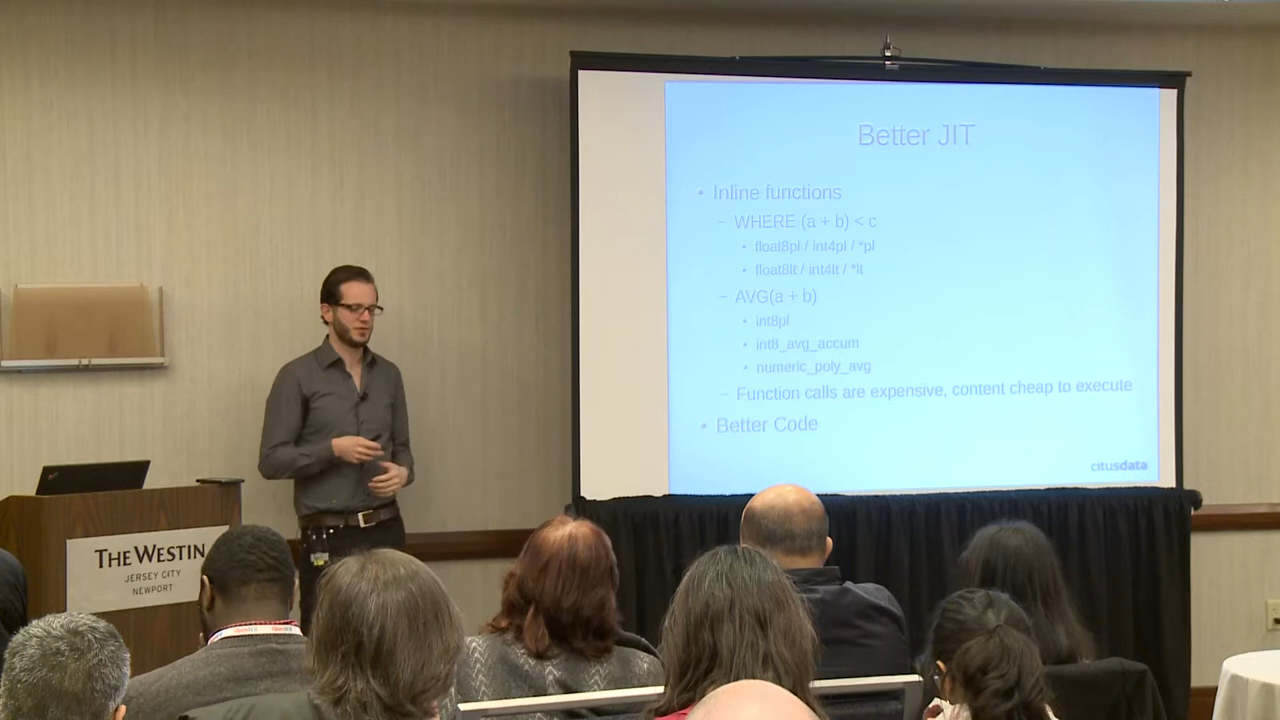 Better JIT
• Inline functions
– WHERE (a + b) < c
• float8pl / int4pl / *pl
• float8lt / int4lt / *lt
– AVG(a + b)
• int8pl
• int8_avg_accum
• numeric_poly_avg
– Function calls are expensive, content cheap to execute
• Better Code
citusdata
THE WESTIN
JERSEY CITY
NEWPORT